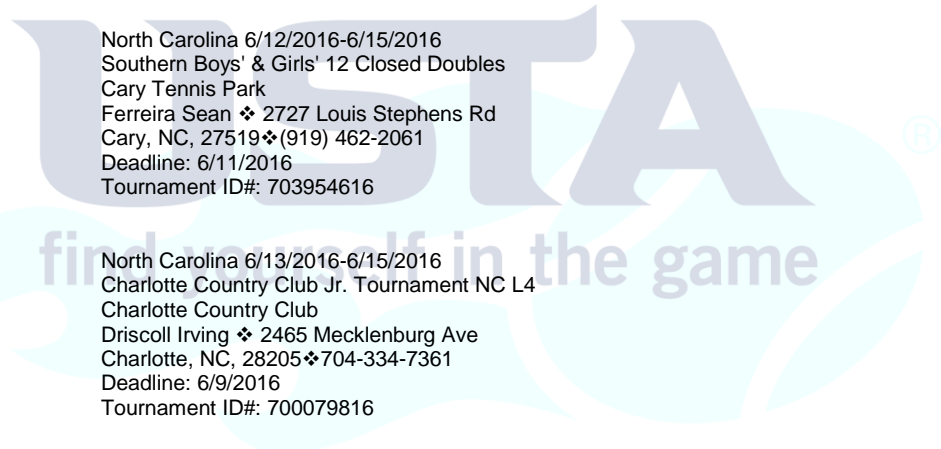 USTA
®
North Carolina 6/12/2016-6/15/2016
Southern Boys' & Girls' 12 Closed Doubles
Cary Tennis Park
Ferreira Sean ❖ 2727 Louis Stephens Rd
Cary, NC, 27519❖(919) 462-2061
Deadline: 6/11/2016
Tournament ID#: 703954616
find yourself in the game
North Carolina 6/13/2016-6/15/2016
Charlotte Country Club Jr. Tournament NC L4
Charlotte Country Club
Driscoll Irving ❖ 2465 Mecklenburg Ave
Charlotte, NC, 28205❖704-334-7361
Deadline: 6/9/2016
Tournament ID#: 700079816